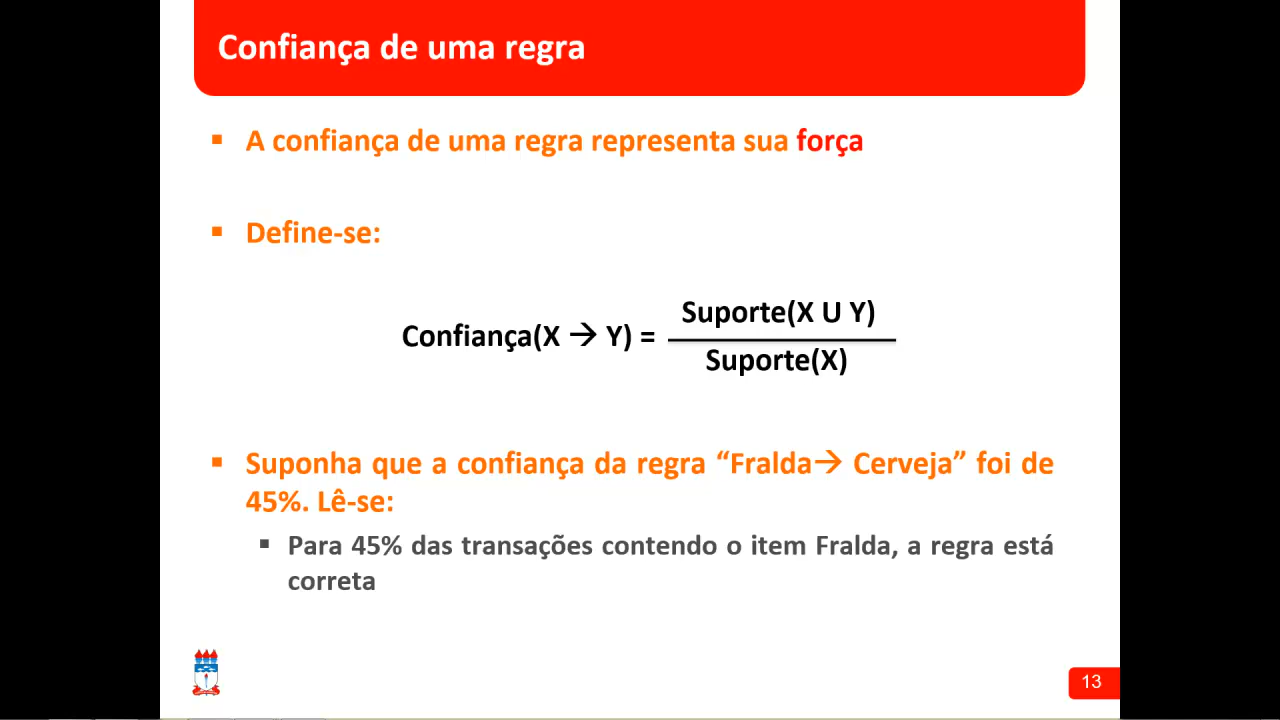 Confiança de uma regra
▪ A confiança de uma regra representa sua força
▪ Define-se:
Suporte(X U Y)
Confiança(X → Y) =
Suporte(X)
▪ Suponha que a confiança da regra “Fralda→ Cerveja” foi de
45%. Lê-se:
▪ Para 45% das transações contendo o item Fralda, a regra está
correta
13